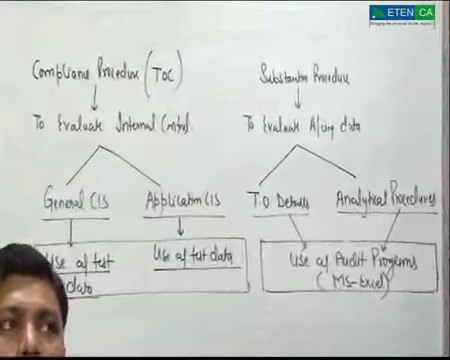 ETEN CA
Compliance Procedure (TOC)
Substantive Procedure
To Evaluate Internal Control.
To Evaluate A/cing data
General CIS
Application CIS
T.O Details
Analytical Procedures
Use of test
data
Use of test data
Use of Audit Programs
(MS-Excel)